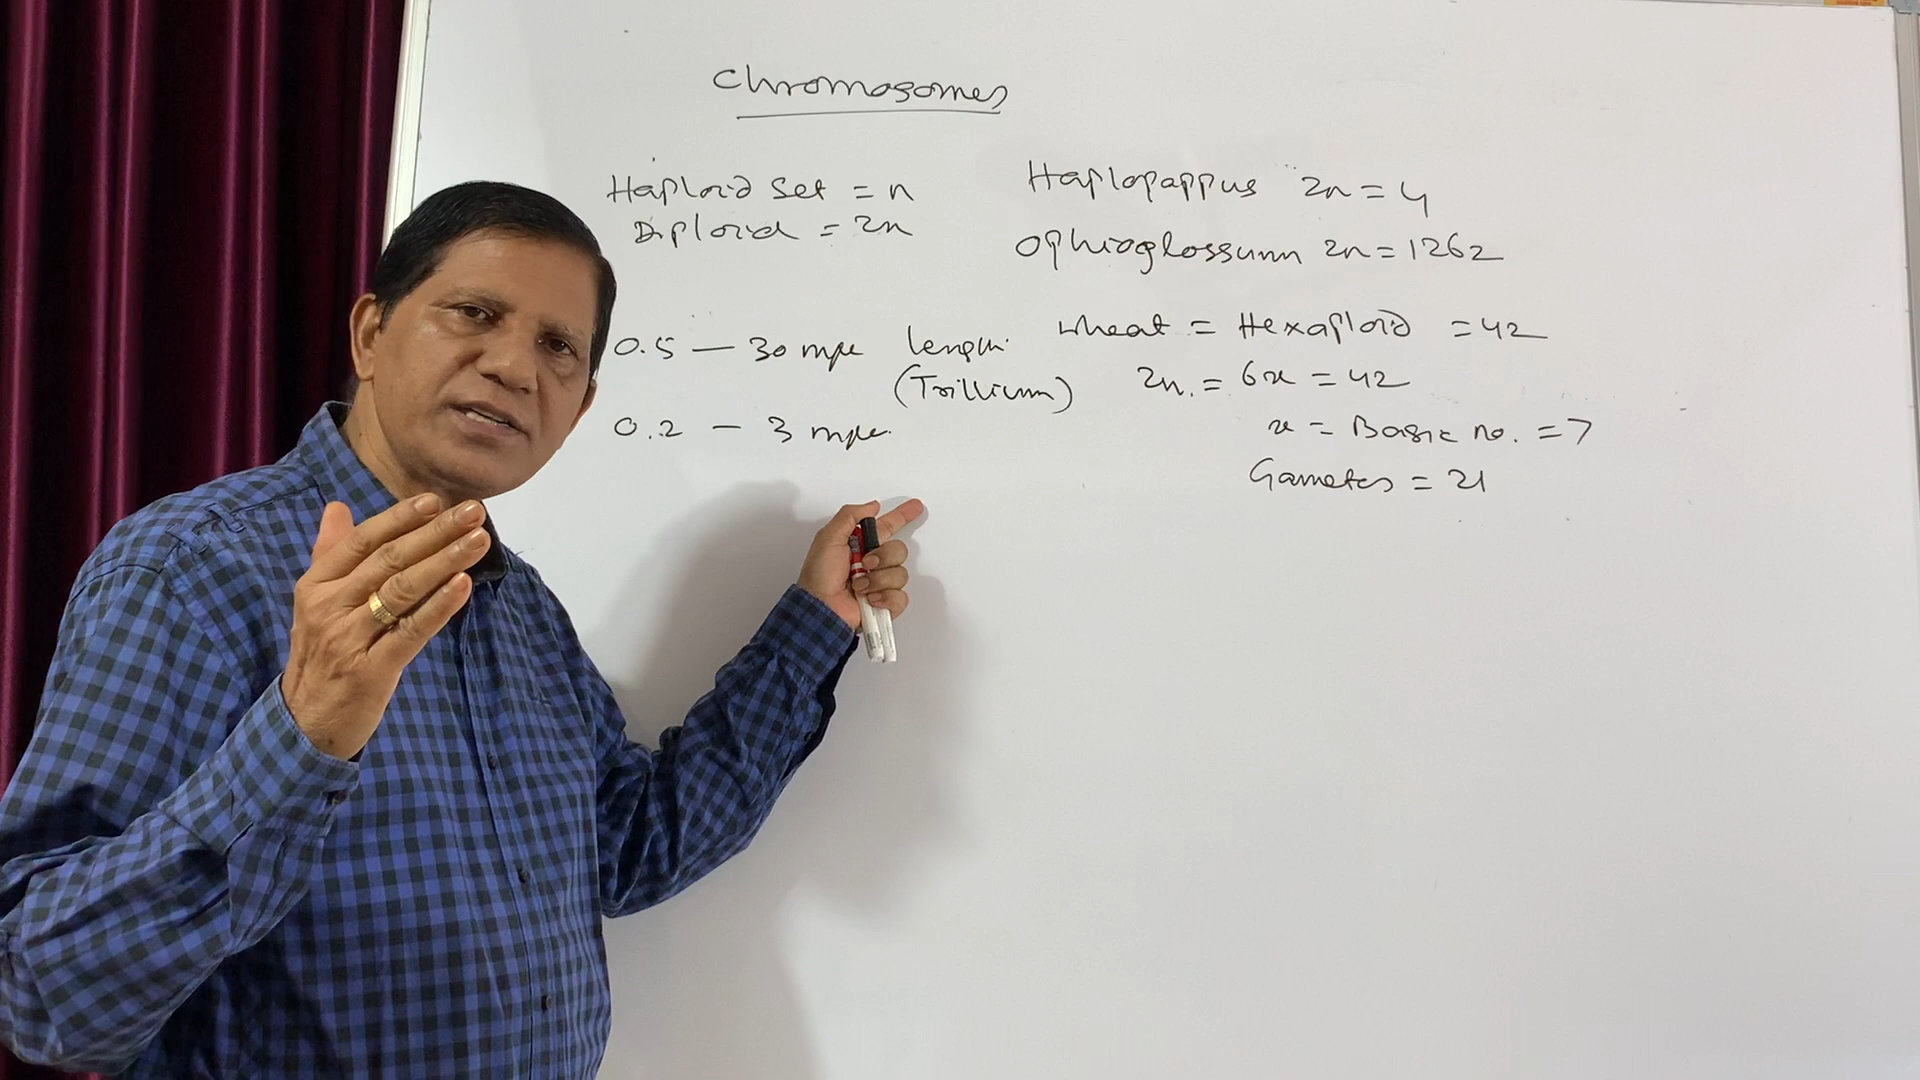 Chromosomes
Haploid Set = n
Diploid = 2n
0.5 – 30 mμ length
(Trillium)
0.2 – 3 mμ
Haplopappus 2n = 4
Ophioglossum 2n = 1262
Wheat = Hexaploid = 42
2n = 6x = 42
x = Basic no. = 7
Gametes = 21